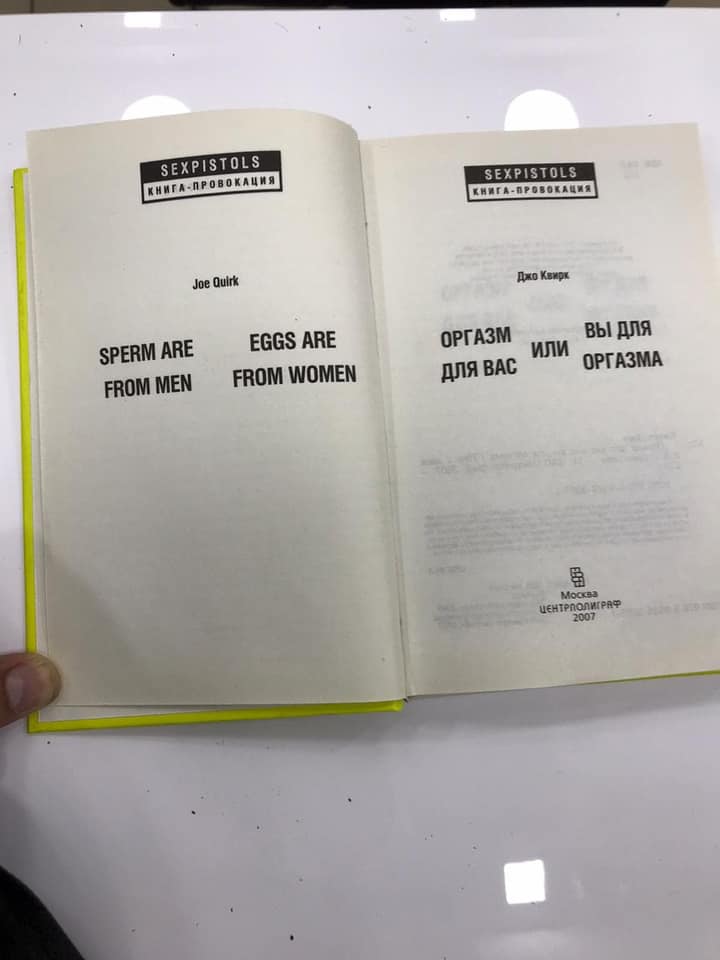 SEXPISTOLS
КНИГА-ПРОВОКАЦИЯ
Joe Quirk
SPERM ARE
FROM MEN
EGGS ARE
FROM WOMEN
SEXPISTOLS
КНИГА-ПРОВОКАЦИЯ
Джо Квирк
ОРГАЗМ
ДЛЯ ВАС
ИЛИ
ВЫ ДЛЯ
ОРГАЗМА
Москва
ЦЕНТРПОЛИГРАФ
2007